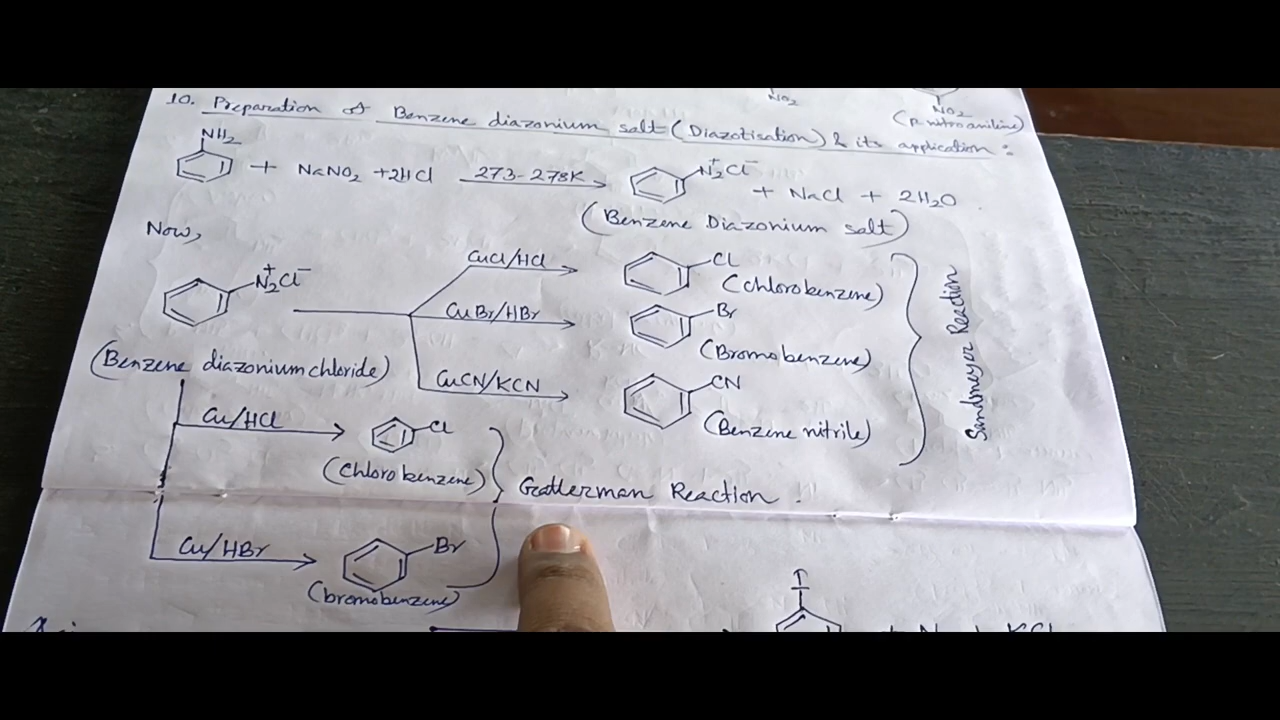 NO2
NO2
(p. nitroaniline)
10. Preparation of Benzene diazonium salt (Diazotisation) & its application :
NH2
+ NaNO2 + 2HCl 273-278K N2+Cl- + NaCl + 2H2O
(Benzene Diazonium salt)
Now,
N2+Cl-
CuCl/HCl Cl
(Chlorobenzene)
CuBr/HBr Br
(Bromobenzene)
CuCN/KCN CN
(Benzene nitrile)
Sandmeyer Reaction
(Benzene diazonium chloride)
Cu/HCl Cl
(Chlorobenzene)
Gatterman Reaction .
Cu/HBr Br
(bromobenzene)
I